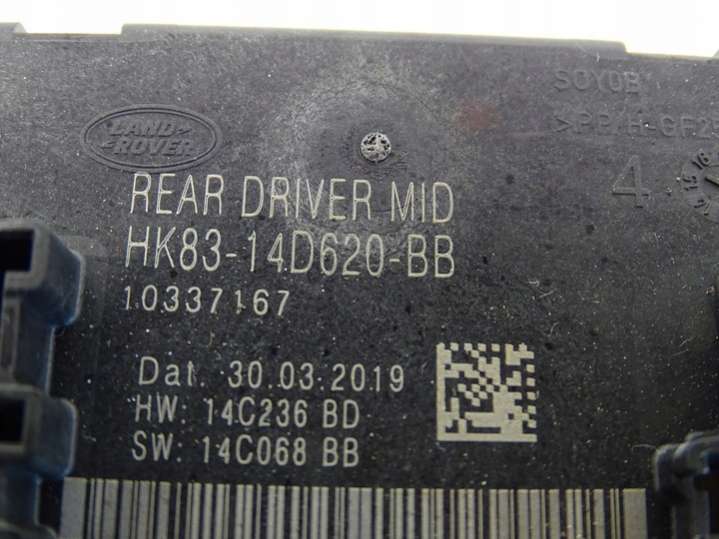 LAND
ROVER
SOYOB
REAR DRIVER MID
4
HK83-14D620-BB
10337167
Dat. 30.03.2019
HW: 14C236 BD
SW: 14C068 BB